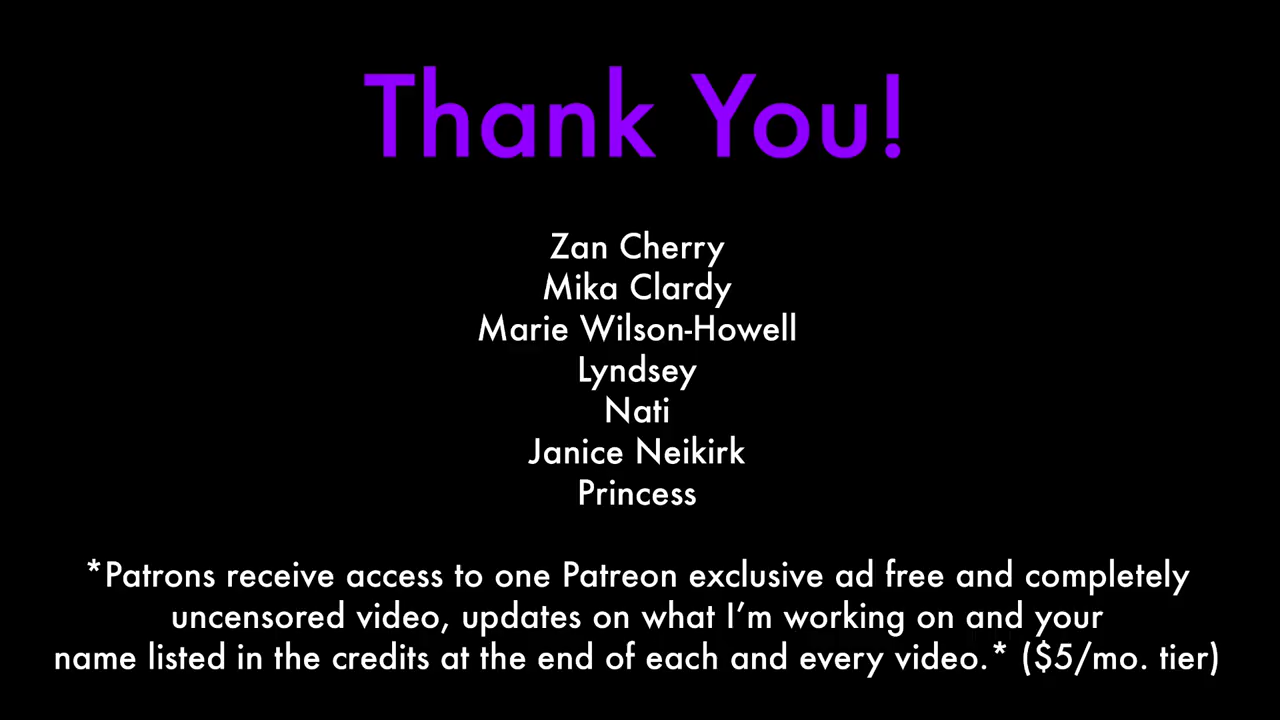 Thank You!
Zan Cherry
Mika Clardy
Marie Wilson-Howell
Lyndsey
Nati
Janice Neikirk
Princess
*Patrons receive access to one Patreon exclusive ad free and completely
uncensored video, updates on what I’m working on and your
name listed in the credits at the end of each and every video.* ($5/mo. tier)